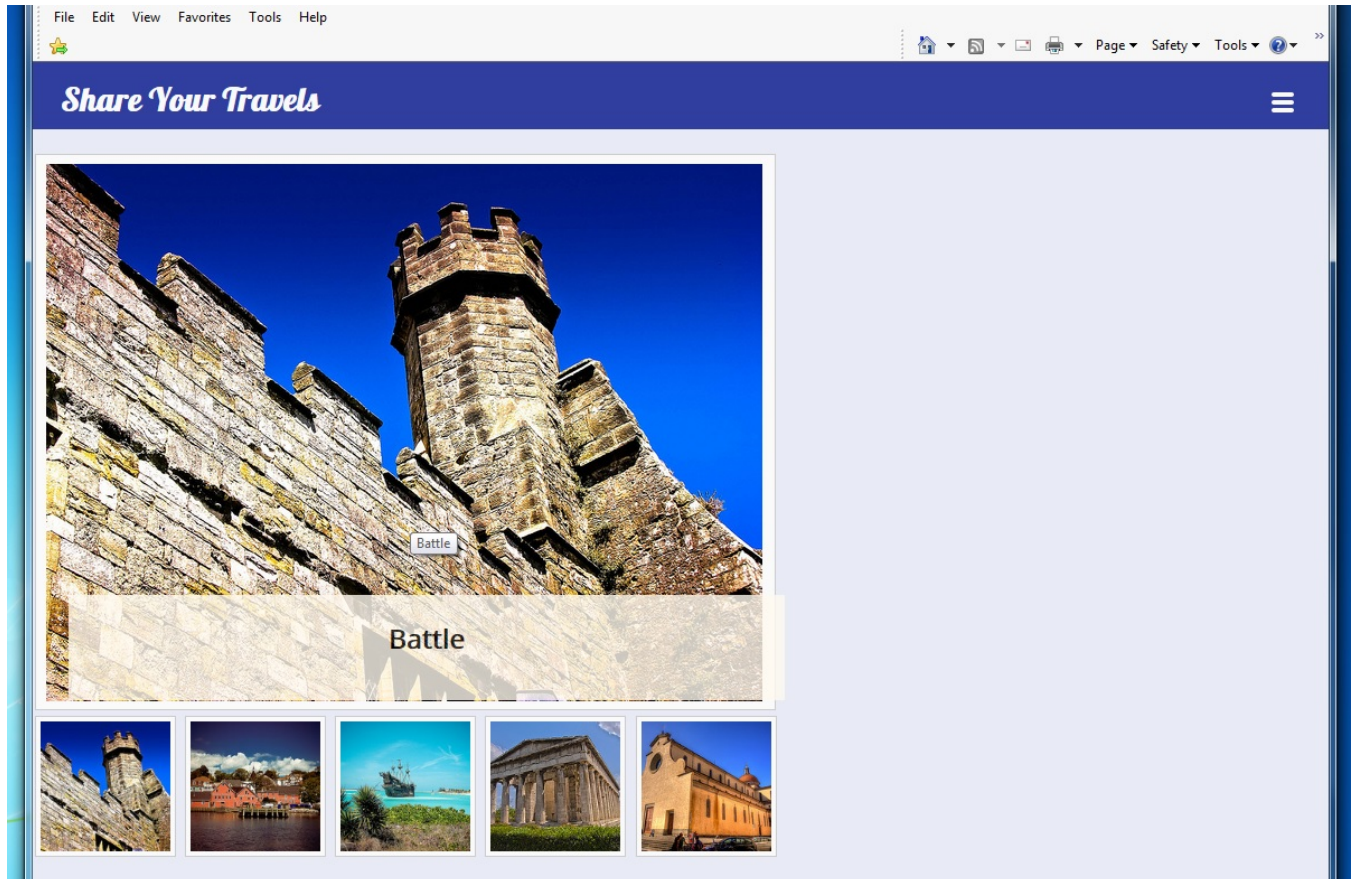 File Edit View Favorites Tools Help
Page Safety Tools
Share Your Travels
Battle
Battle